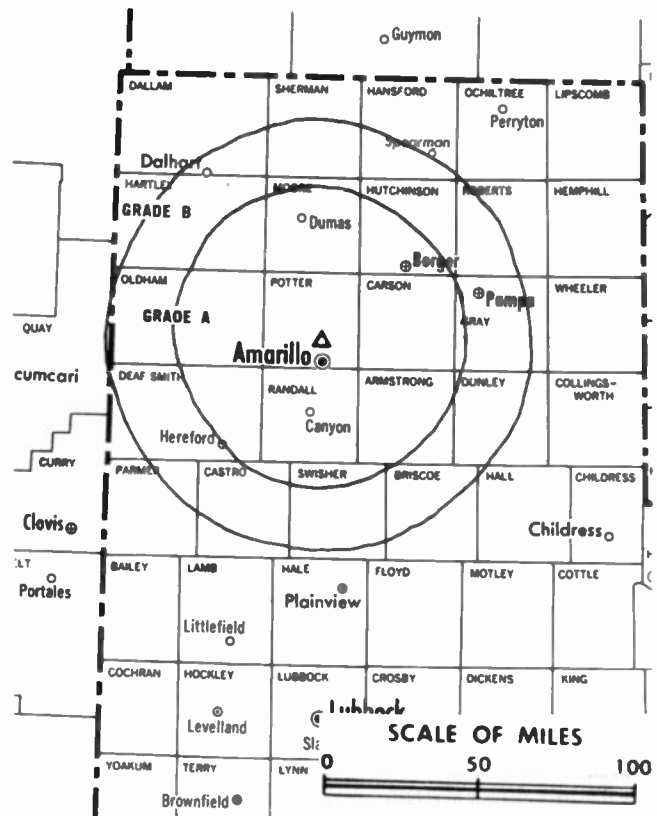 Guymon
DALLAM
SHERMAN
HANSFORD
OCHILTREE
LIPSCOMB
Perryton
Spearman
Dalhart
HARTLEY
MOORE
HUTCHINSON
ROBERTS
HEMPHILL
GRADE B
Dumas
Borger
OLDHAM
POTTER
CARSON
Pampa
WHEELER
GRAY
GRADE A
QUAY
Amarillo
cumcari
DEAF SMITH
RANDALL
ARMSTRONG
DUNLEY
COLLINGS-
WORTH
Canyon
Hereford
CURRY
PARMER
CASTRO
SWISHER
BRISCOE
HALL
CHILDRESS
Clovis
Childress
LT
BAILEY
LAMB
HALE
FLOYD
MOTLEY
COTTLE
Portales
Plainview
Littlefield
COCHRAN
HOCKLEY
LUBBOCK
CROSBY
DICKENS
KING
Levelland
Lubbock
Sla
SCALE OF MILES
0 50 100
YOAKUM
TERRY
LYNN
Brownfield